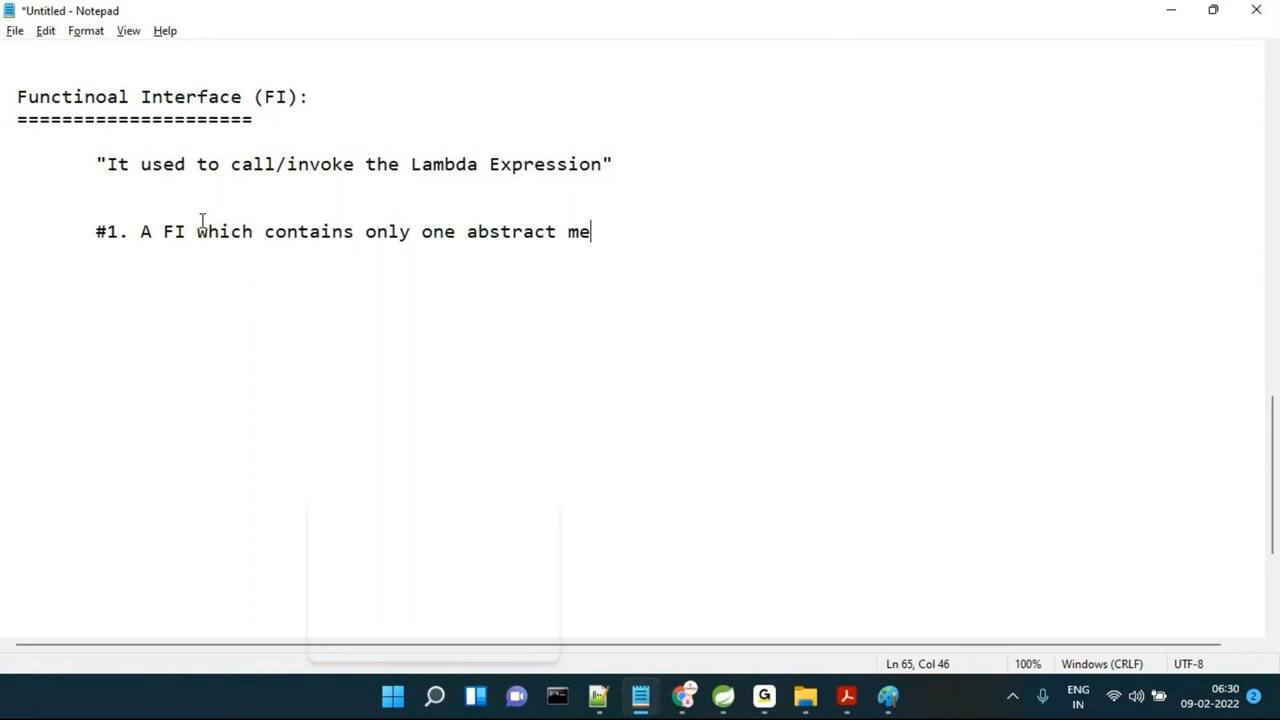 *Untitled - Notepad
File Edit Format View Help
Functinoal Interface (FI):
=====================
"It used to call/invoke the Lambda Expression"
#1. A FI which contains only one abstract me
Ln 65, Col 46 100% Windows (CRLF) UTF-8
ENG 06:30
IN 09-02-2022 2